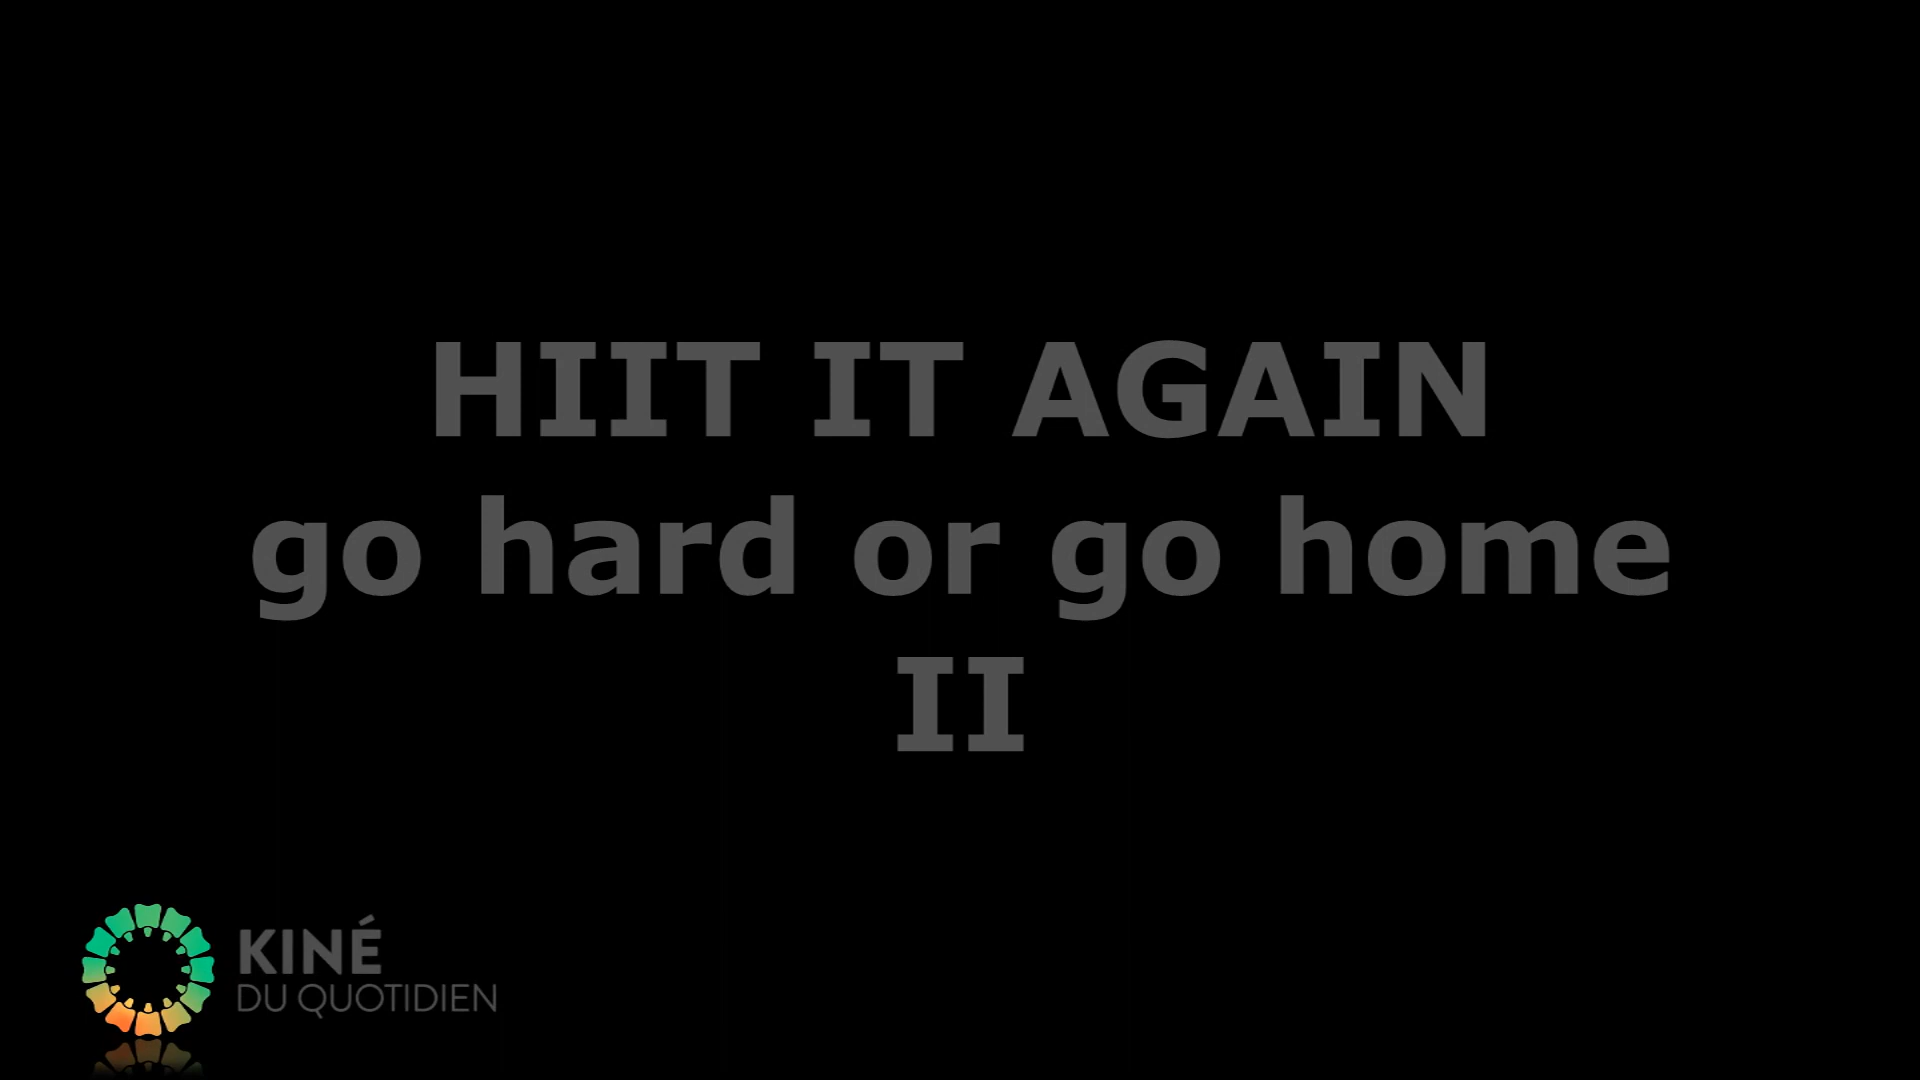 HIIT IT AGAIN
go hard or go home
II
KINÉ
DU QUOTIDIEN